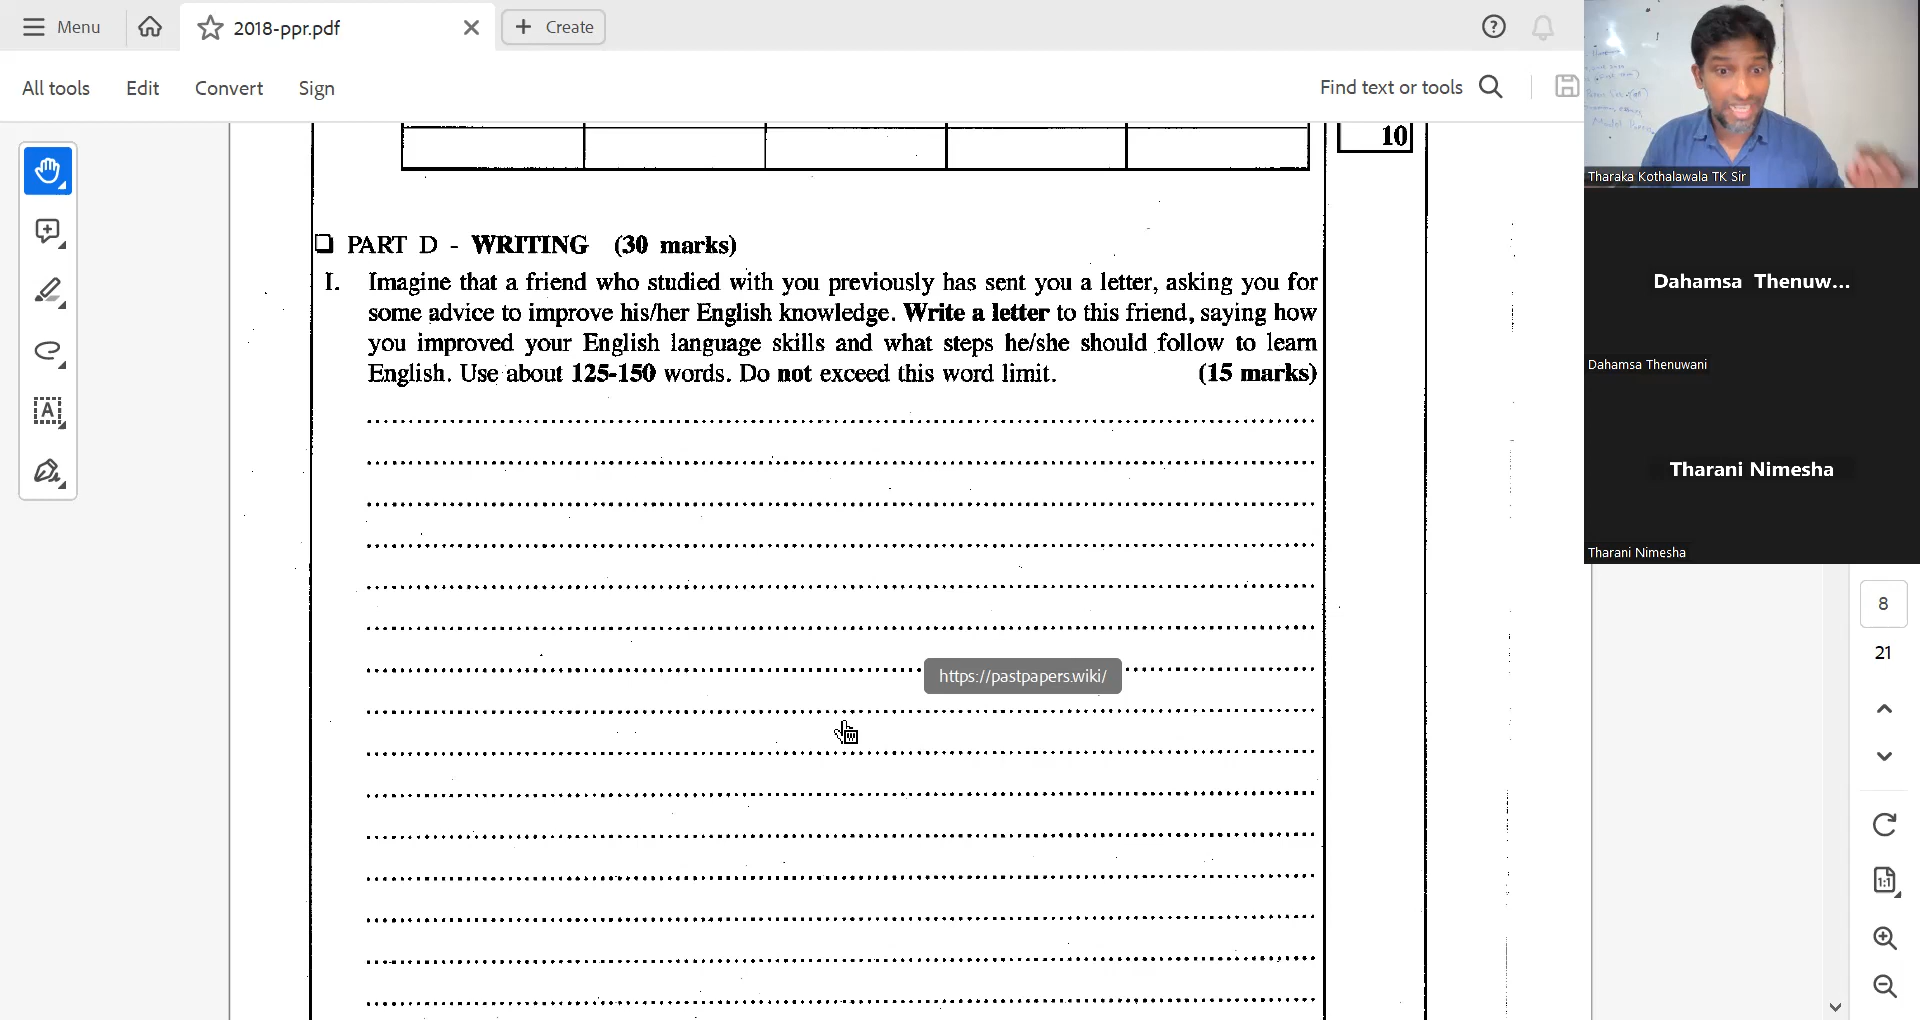 Menu
2018-ppr.pdf
Create
All tools
Edit
Convert
Sign
Find text or tools
10
Tharaka Kothalawala TK Sir
PART D - WRITING (30 marks)
I. Imagine that a friend who studied with you previously has sent you a letter, asking you for
some advice to improve his/her English knowledge. Write a letter to this friend, saying how
you improved your English language skills and what steps he/she should follow to learn
English. Use about 125-150 words. Do not exceed this word limit. (15 marks)
Dahamsa Thenuw...
Dahamsa Thenuwani
Tharani Nimesha
Tharani Nimesha
https://pastpapers.wiki/
8
21
1:1